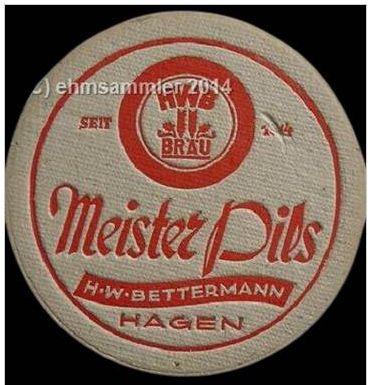 (C) ehmsammler 2014
HWB
BRÄU
SEIT
Meister Pils
H·W·BETTERMANN
HAGEN